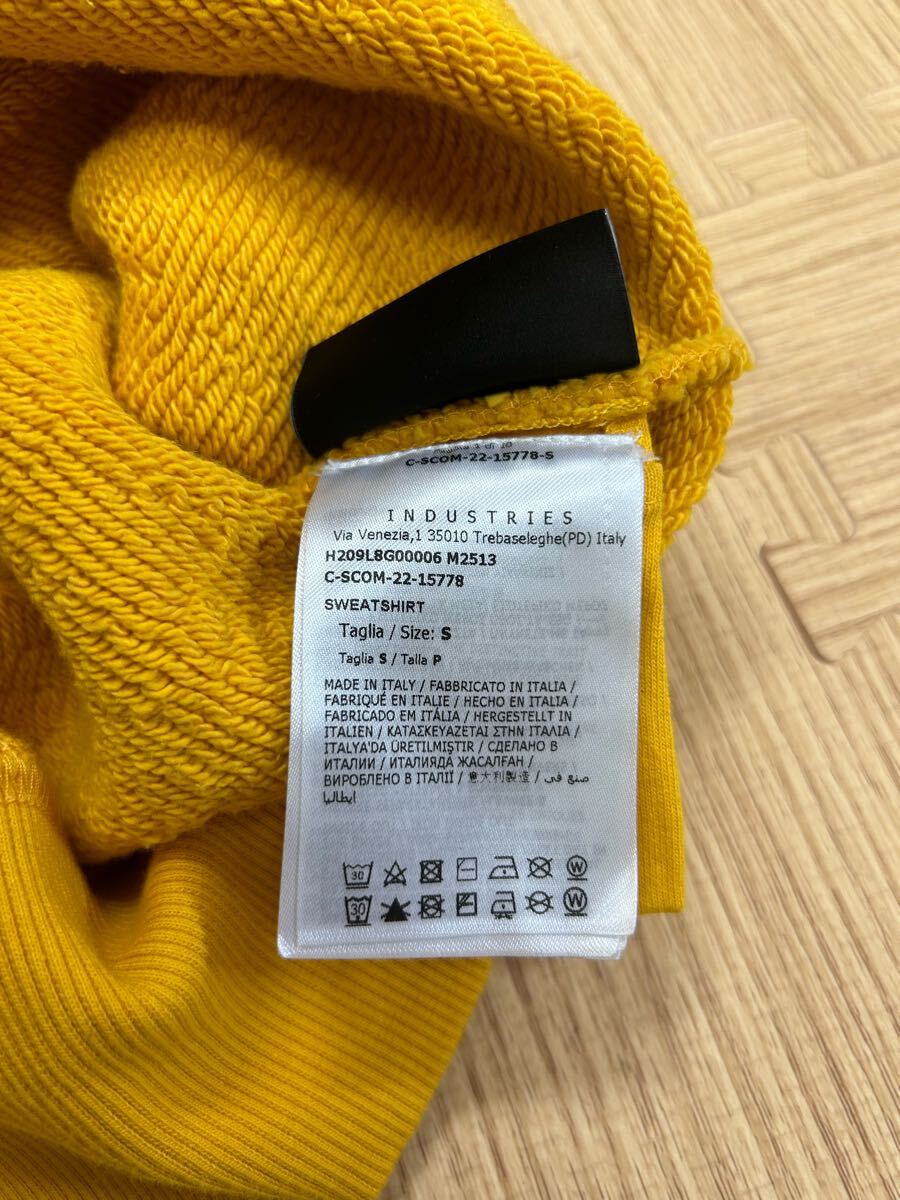 C-SCOM-22-15778-S
INDUSTRIES
Via Venezia,1 35010 Trebaseleghe(PD) Italy
H209L8G00006 M2513
C-SCOM-22-15778
SWEATSHIRT
Taglia / Size: S
Taglia S / Talla P
MADE IN ITALY / FABBRICATO IN ITALIA /
FABRIQUÉ EN ITALIE / HECHO EN ITALIA /
FABRICADO EM ITÁLIA / HERGESTELLT IN
ITALIEN / ΚΑΤΑΣΚΕΥΑΖΕΤΑΙ ΣΤΗΝ ΙΤΑΛΙΑ /
ITALYA'DA ÜRETILMIŞTIR / СДЕЛАНО В
ИТАЛИИ / ИТАЛИЯДА ЖАСАЛҒАН /
ВИРОБЛЕНО В ІТАЛІЇ / 意大利製造 / صنع في
ايطاليا
30 W
30 W